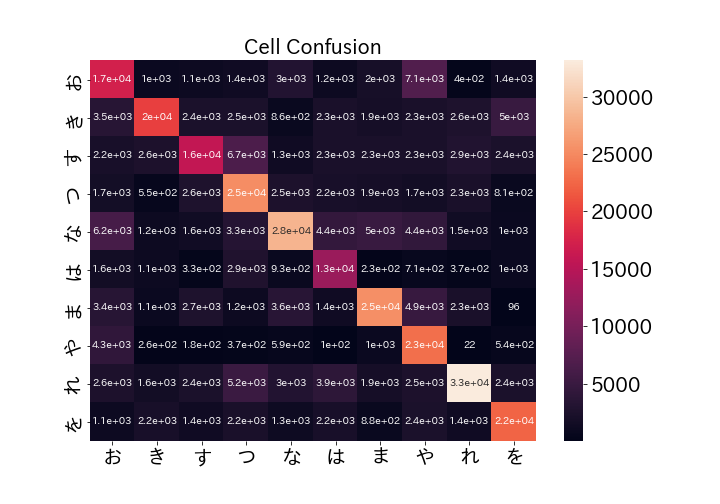 Cell Confusion
お 1.7e+04 1e+03 1.1e+03 1.4e+03 3e+03 1.2e+03 2e+03 7.1e+03 4e+02 1.4e+03
き 3.5e+03 2e+04 2.4e+03 2.5e+03 8.6e+02 2.3e+03 1.9e+03 2.3e+03 2.6e+03 5e+03
す 2.2e+03 2.6e+03 1.6e+04 6.7e+03 1.3e+03 2.3e+03 2.3e+03 2.3e+03 2.9e+03 2.4e+03
つ 1.7e+03 5.5e+02 2.6e+03 2.5e+04 2.5e+03 2.2e+03 1.9e+03 1.7e+03 2.3e+03 8.1e+02
な 6.2e+03 1.2e+03 1.6e+03 3.3e+03 2.8e+04 4.4e+03 5e+03 4.4e+03 1.5e+03 1e+03
は 1.6e+03 1.1e+03 3.3e+02 2.9e+03 9.3e+02 1.3e+04 2.3e+02 7.1e+02 3.7e+02 1e+03
ま 3.4e+03 1.1e+03 2.7e+03 1.2e+03 3.6e+03 1.4e+03 2.5e+04 4.9e+03 2.3e+03 96
や 4.3e+03 2.6e+02 1.8e+02 3.7e+02 5.9e+02 1e+02 1e+03 2.3e+04 22 5.4e+02
れ 2.6e+03 1.6e+03 2.4e+03 5.2e+03 3e+03 3.9e+03 1.9e+03 2.5e+03 3.3e+04 2.4e+03
を 1.1e+03 2.2e+03 1.4e+03 2.2e+03 1.3e+03 2.2e+03 8.8e+02 2.4e+03 1.4e+03 2.2e+04
お き す つ な は ま や れ を
30000
25000
20000
15000
10000
5000